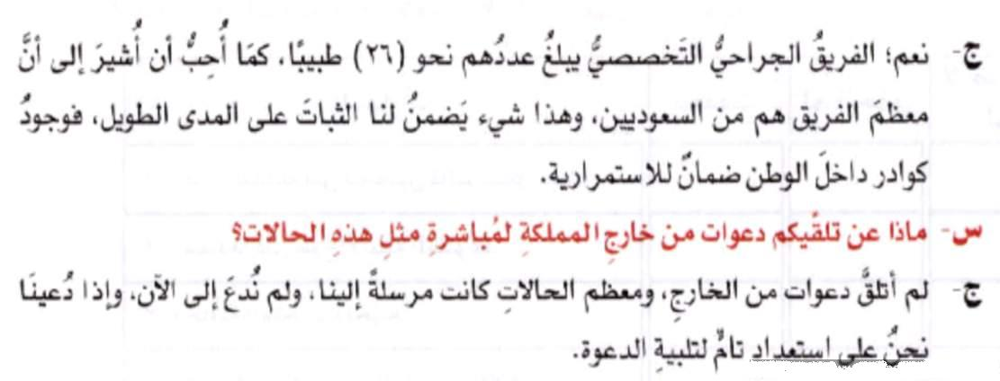 ج- نعم؛ الفريقُ الجراحيُّ التَخصصيُّ يبلغُ عددُهم نحو (٢٦) طبيبًا، كمَا أُحِبُّ أن أُشيرَ إلى أنَّ
معظمَ الفريق هم من السعوديين، وهذا شيء يَضمنُ لنا الثباتَ على المدى الطويل، فوجودُ
كوادر داخلَ الوطن ضمانٌ للاستمرارية.
س- ماذا عن تلقّيكم دعوات من خارجِ المملكةِ لمُباشرةِ مثلِ هذهِ الحالات؟
ج- لم أتلقَّ دعوات من الخارجِ، ومعظم الحالاتِ كانت مرسلةً إلينا، ولم نُدعَ إلى الآن، وإذا دُعينَا
نحنُ على استعداد تامٍّ لتلبيةِ الدعوة.